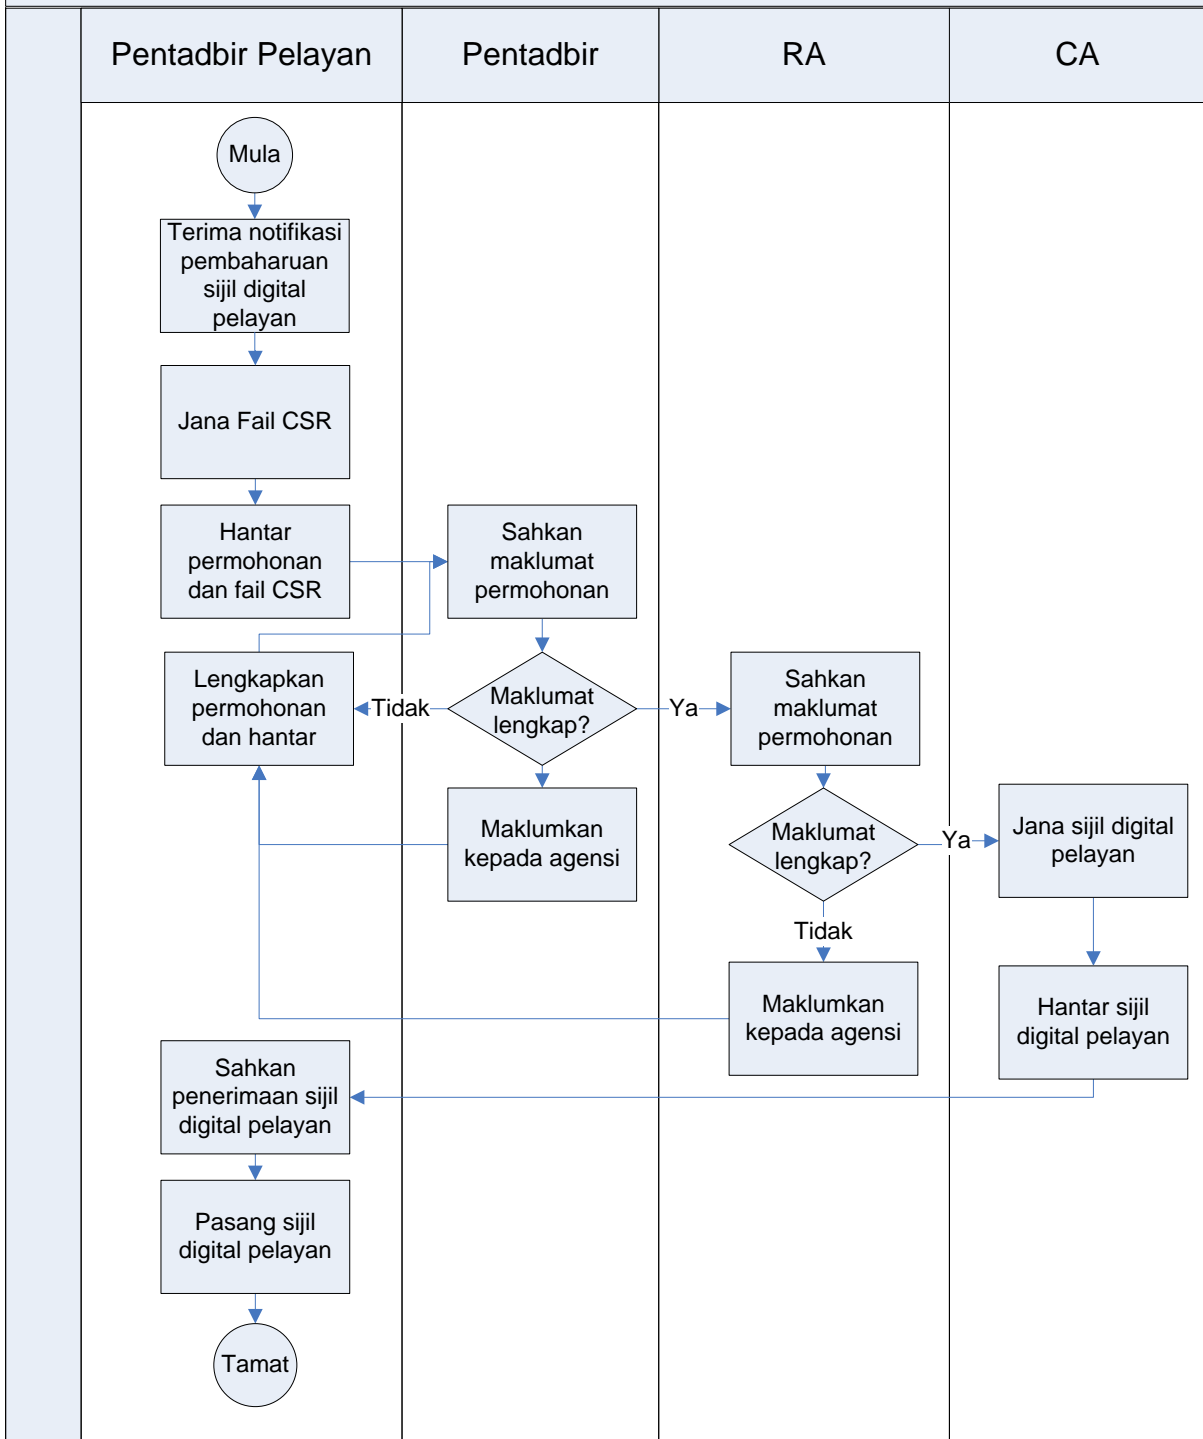 Pentadbir Pelayan
Pentadbir
RA
CA
Mula
Terima notifikasi
pembaharuan
sijil digital
pelayan
Jana Fail CSR
Hantar
permohonan
dan fail CSR
Sahkan
maklumat
permohonan
Lengkapkan
permohonan
dan hantar
Tidak
Maklumat
lengkap?
Ya
Sahkan
maklumat
permohonan
Maklumkan
kepada agensi
Maklumat
lengkap?
Ya
Jana sijil digital
pelayan
Tidak
Maklumkan
kepada agensi
Hantar sijil
digital pelayan
Sahkan
penerimaan sijil
digital pelayan
Pasang sijil
digital pelayan
Tamat